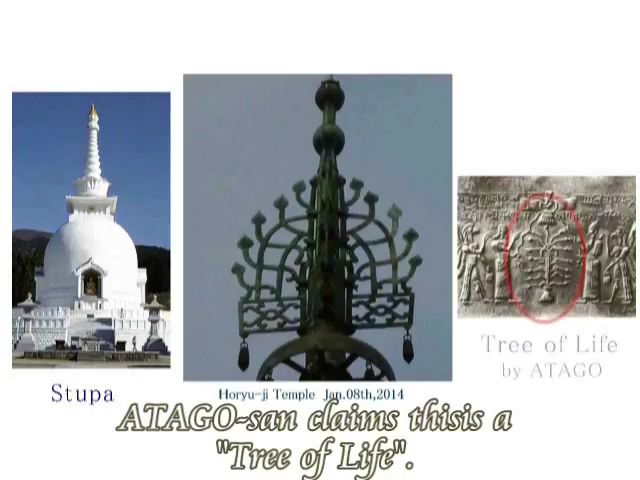 Stupa
Horyu-ji Temple Jan.08th,2014
Tree of Life
by ATAGO
ATAGO-san claims thisis a
"Tree of Life".